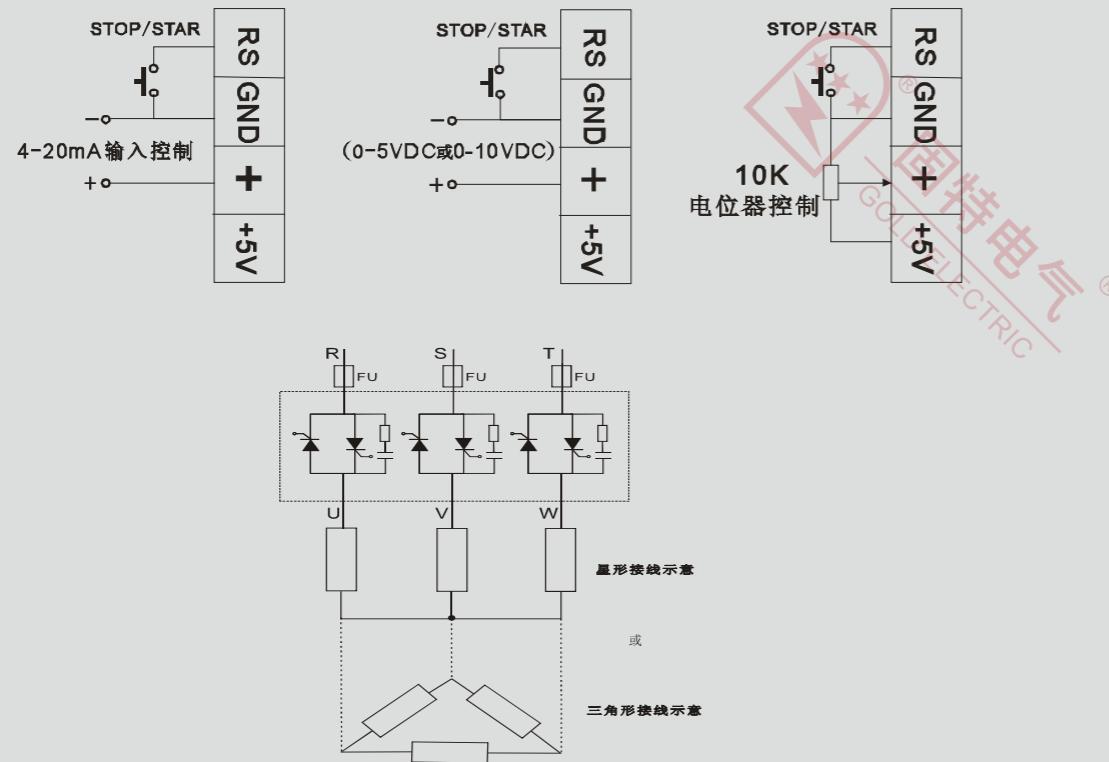 STOP/STAR
RS
GND
4-20mA输入控制
+
+5V
STOP/STAR
RS
GND
(0-5VDC或0-10VDC)
+
+5V
STOP/STAR
RS
GND
10K
电位器控制
+
+5V
固特电气
GOLD ELECTRIC
R
S
T
FU
FU
FU
U
V
W
星形接线示意
或
三角形接线示意